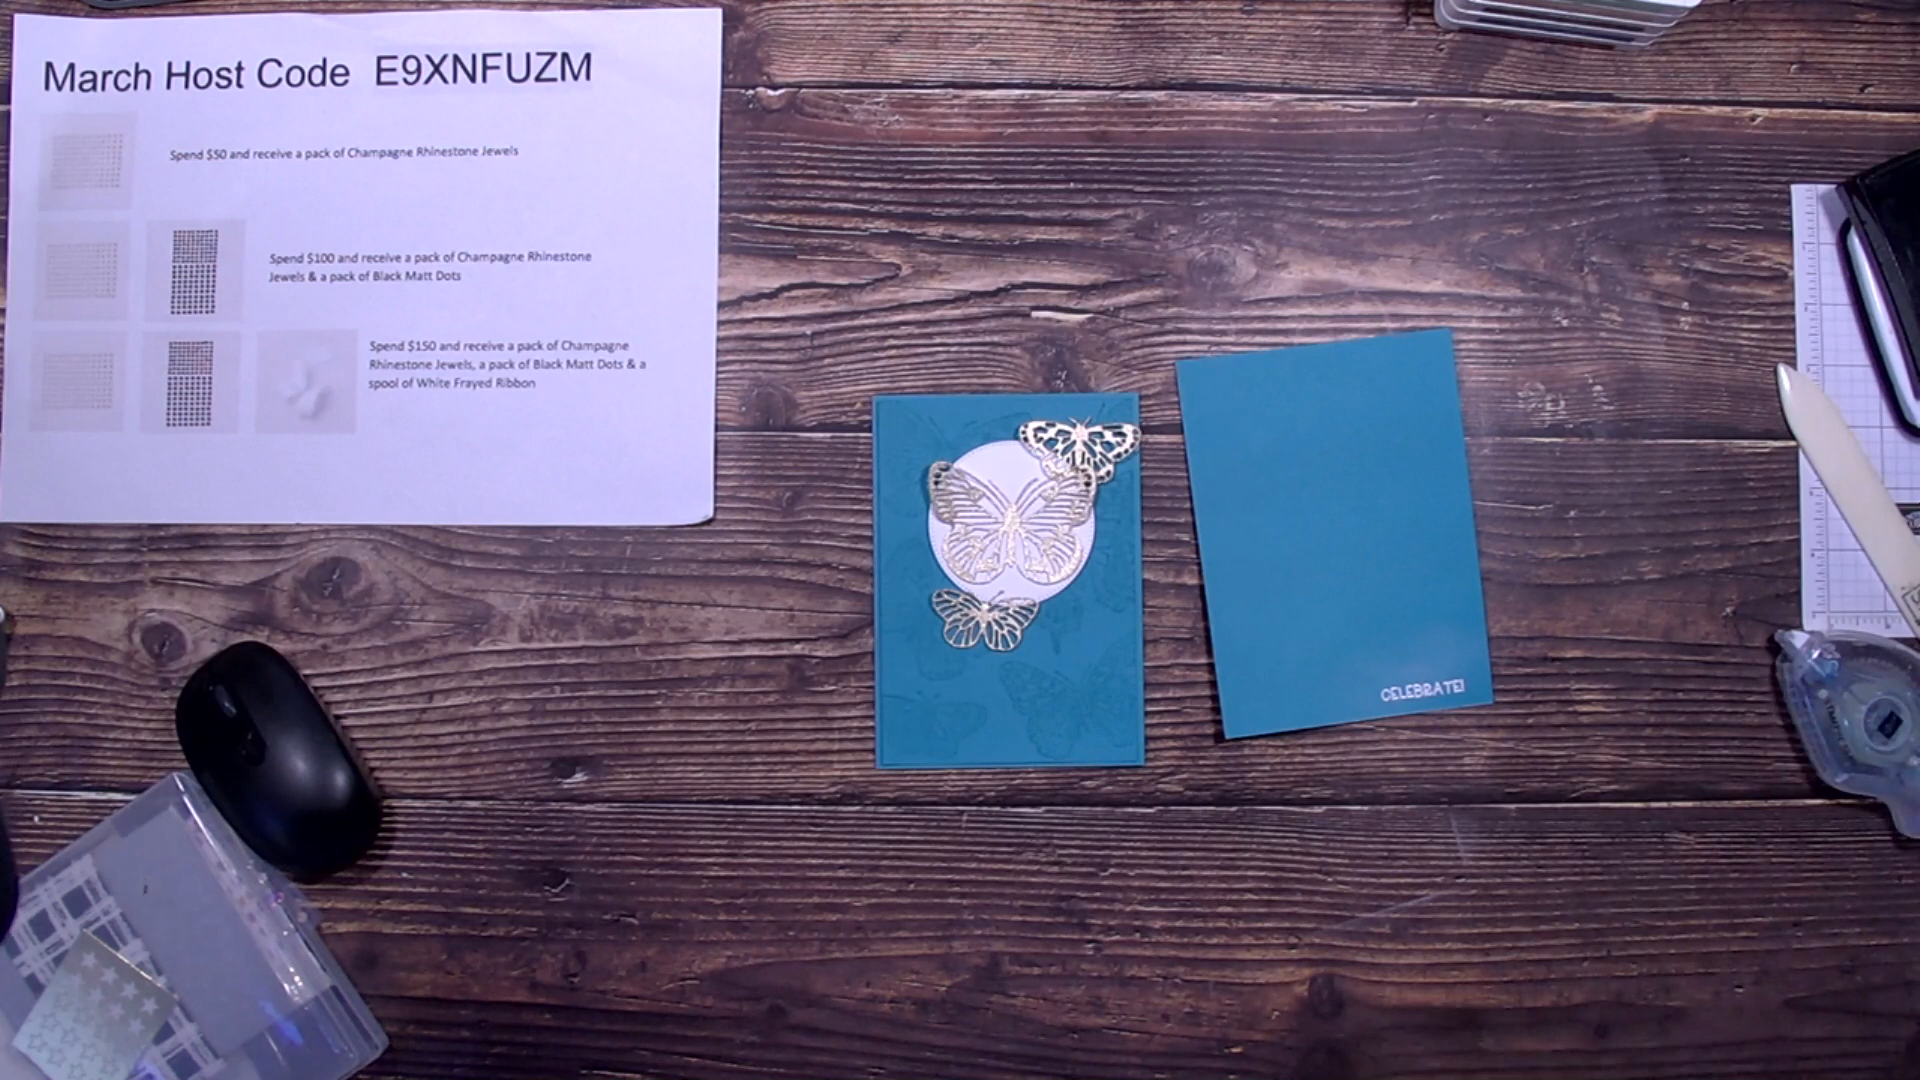 March Host Code E9XNFUZM
Spend $50 and receive a pack of Champagne Rhinestone Jewels
Spend $100 and receive a pack of Champagne Rhinestone
Jewels & a pack of Black Matt Dots
Spend $150 and receive a pack of Champagne
Rhinestone Jewels, a pack of Black Matt Dots & a
spool of White Frayed Ribbon
CELEBRATE!